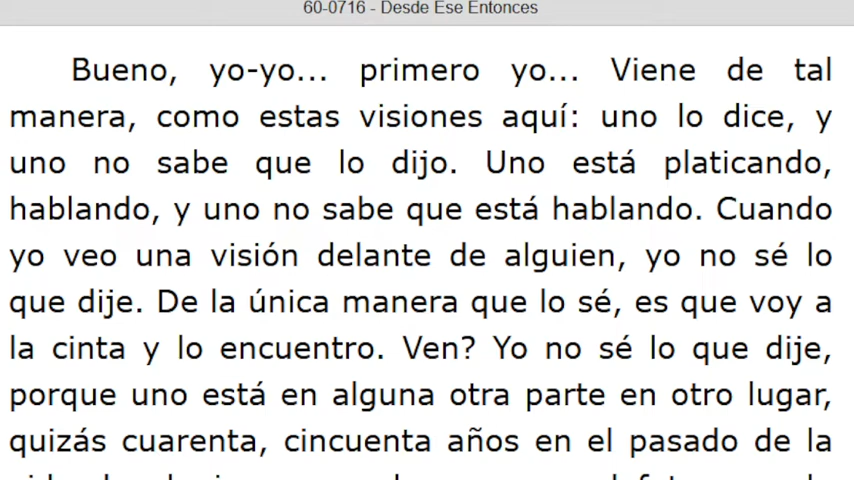 60-0716 - Desde Ese Entonces
Bueno, yo-yo... primero yo... Viene de tal
manera, como estas visiones aquí: uno lo dice, y
uno no sabe que lo dijo. Uno está platicando,
hablando, y uno no sabe que está hablando. Cuando
yo veo una visión delante de alguien, yo no sé lo
que dije. De la única manera que lo sé, es que voy a
la cinta y lo encuentro. Ven? Yo no sé lo que dije,
porque uno está en alguna otra parte en otro lugar,
quizás cuarenta, cincuenta años en el pasado de la